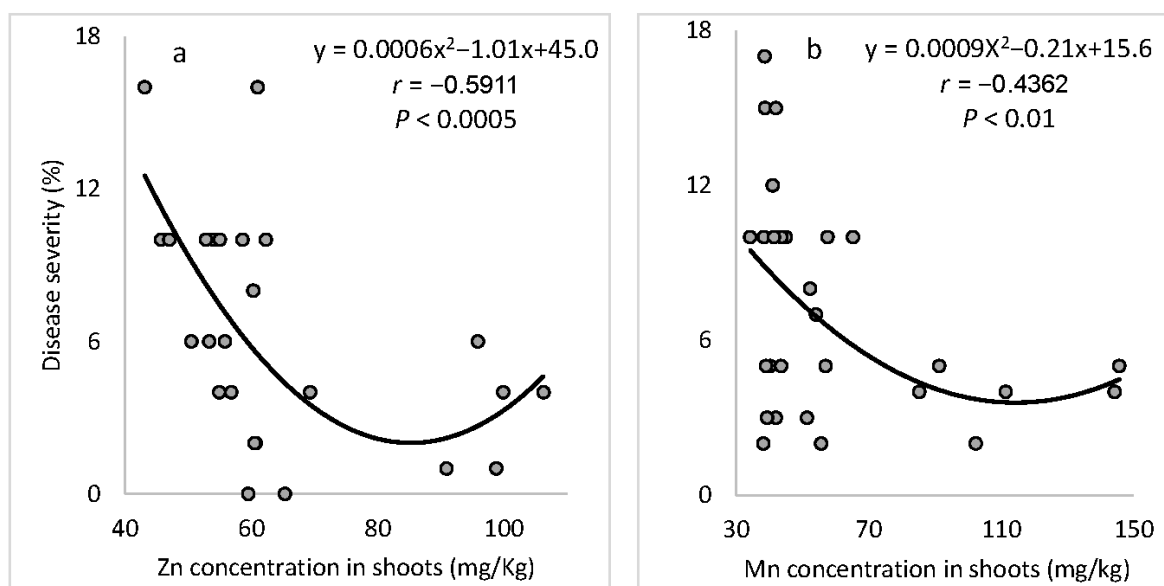 a
y = 0.0006x²−1.01x+45.0
r = −0.5911
P < 0.0005
18
12
6
0
Disease severity (%)
40 60 80 100
Zn concentration in shoots (mg/Kg)
b
y = 0.0009X²−0.21x+15.6
r = −0.4362
P < 0.01
18
12
6
0
30 70 110 150
Mn concentration in shoots (mg/kg)